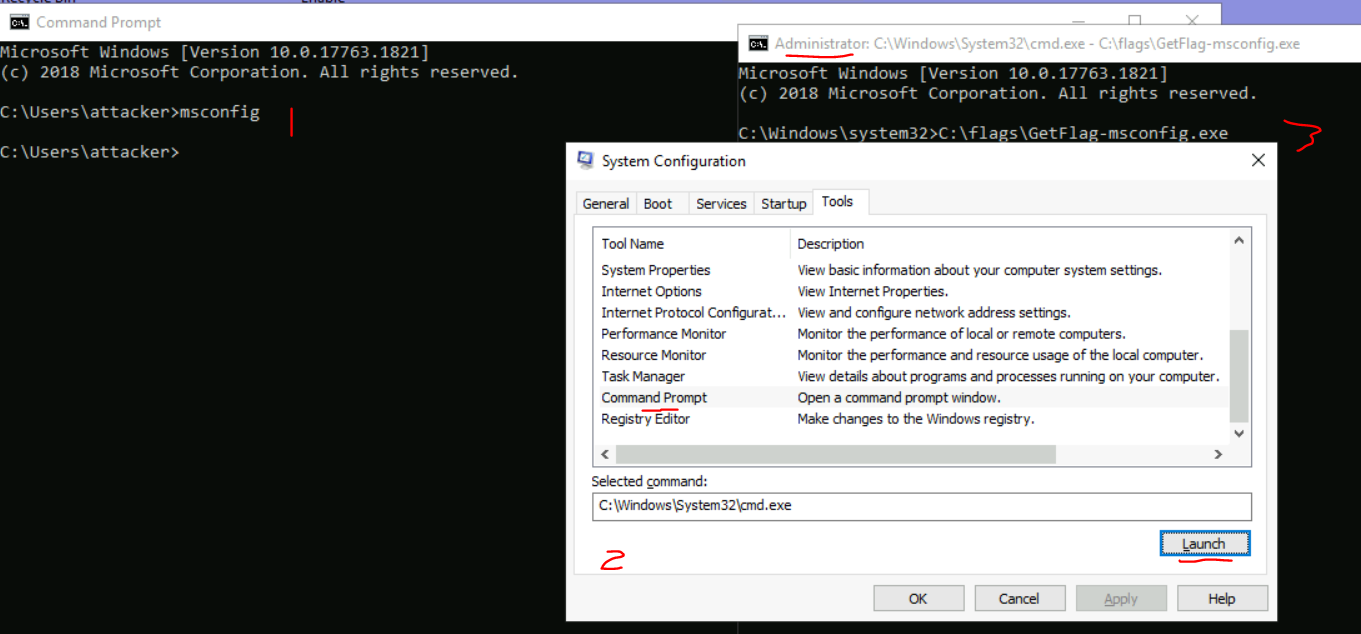 Enable
Command Prompt
Microsoft Windows [Version 10.0.17763.1821]
(c) 2018 Microsoft Corporation. All rights reserved.
C:\Users\attacker>msconfig
1
C:\Users\attacker>
Administrator: C:\Windows\System32\cmd.exe - C:\flags\GetFlag-msconfig.exe
Microsoft Windows [Version 10.0.17763.1821]
(c) 2018 Microsoft Corporation. All rights reserved.
C:\Windows\system32>C:\flags\GetFlag-msconfig.exe
3
System Configuration
General Boot Services Startup Tools
Tool Name Description
System Properties View basic information about your computer system settings.
Internet Options View Internet Properties.
Internet Protocol Configurat... View and configure network address settings.
Performance Monitor Monitor the performance of local or remote computers.
Resource Monitor Monitor the performance and resource usage of the local computer.
Task Manager View details about programs and processes running on your computer.
Command Prompt Open a command prompt window.
Registry Editor Make changes to the Windows registry.
Selected command:
C:\Windows\System32\cmd.exe
2
Launch
OK Cancel Apply Help